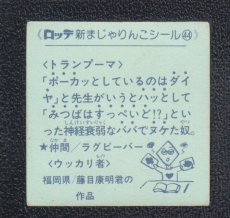 ロッテ 新まじゃりんこシール㊹
〈トランプーマ〉
「ポーカッとしているのはダイ
ヤ」と先生がいうとハッとして
「みつばはすっぺいど!?」とい
った神経衰弱なパパでヌケた奴。
★仲間/ラグビーバー
〈ウッカリ者〉
福岡県/藤目康明君の
作品